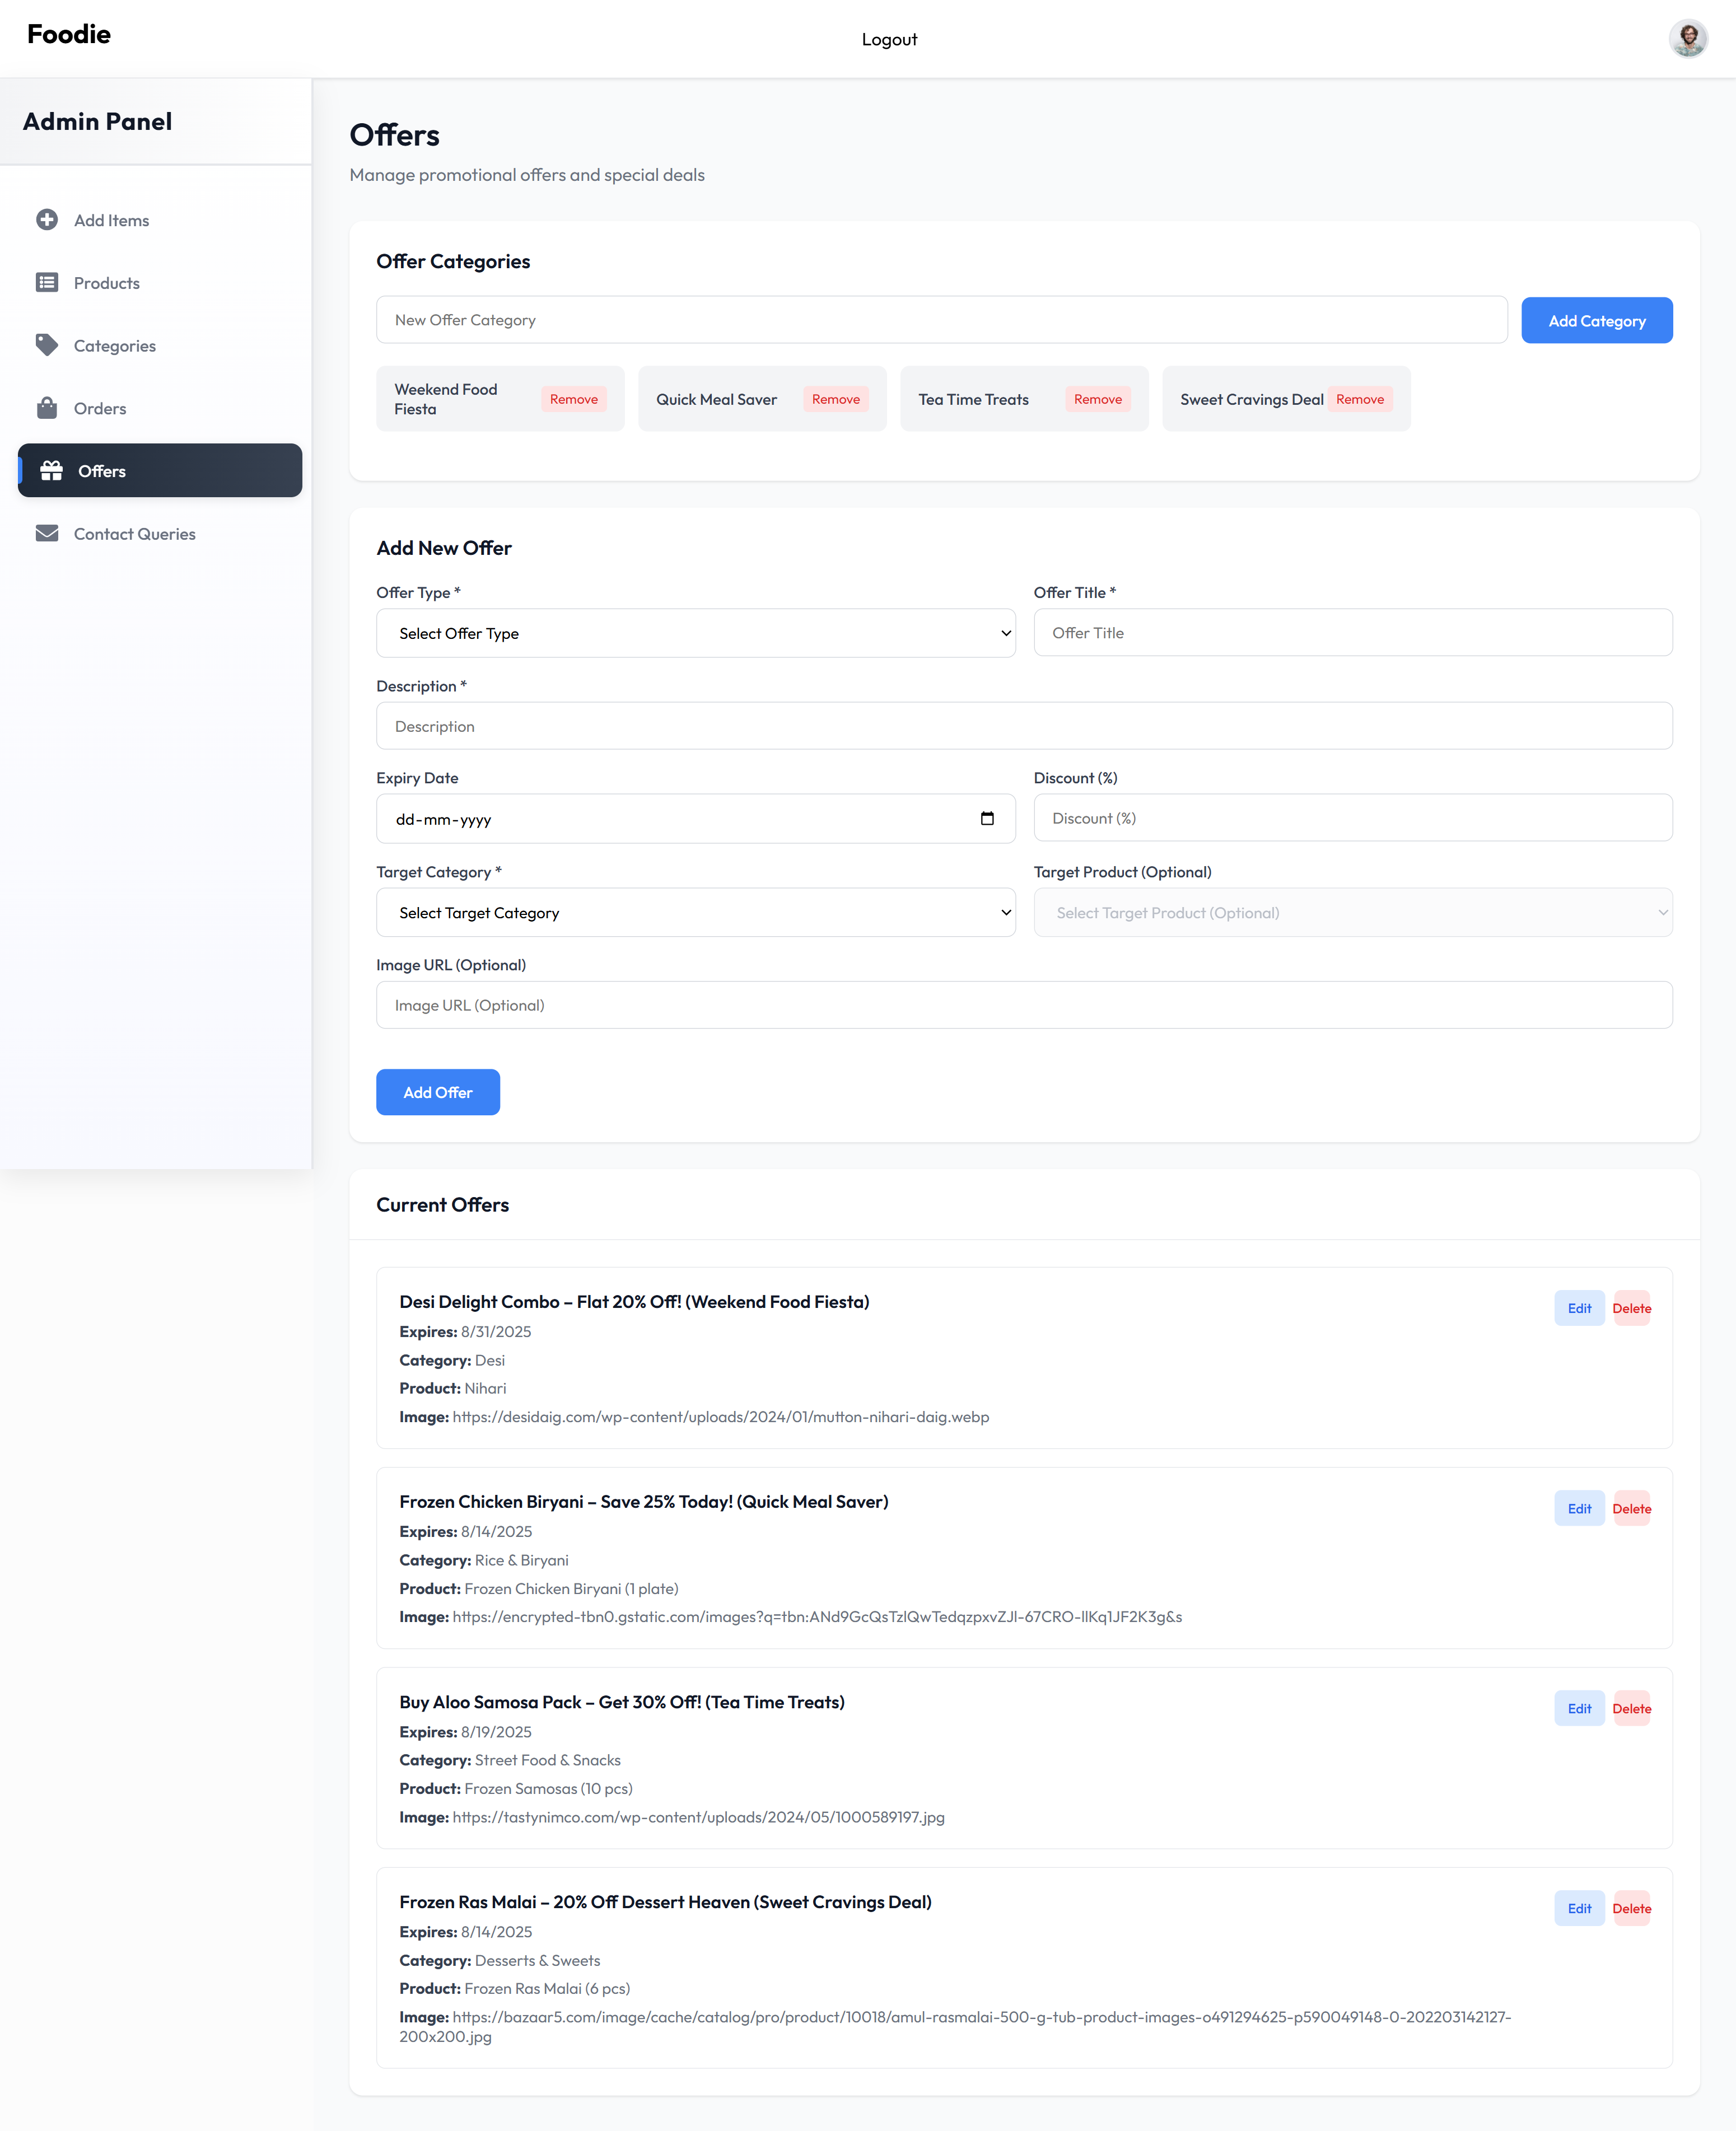 Foodie
Logout
Admin Panel
Add Items
Products
Categories
Orders
Offers
Contact Queries
Offers
Manage promotional offers and special deals
Offer Categories
New Offer Category
Add Category
Weekend Food
Fiesta
Remove
Quick Meal Saver
Remove
Tea Time Treats
Remove
Sweet Cravings Deal
Remove
Add New Offer
Offer Type *
Offer Title *
Select Offer Type
Offer Title
Description *
Description
Expiry Date
Discount (%)
dd-mm-yyyy
Discount (%)
Target Category *
Target Product (Optional)
Select Target Category
Select Target Product (Optional)
Image URL (Optional)
Image URL (Optional)
Add Offer
Current Offers
Desi Delight Combo – Flat 20% Off! (Weekend Food Fiesta)
Edit
Delete
Expires: 8/31/2025
Category: Desi
Product: Nihari
Image: https://desidaig.com/wp-content/uploads/2024/01/mutton-nihari-daig.webp
Frozen Chicken Biryani – Save 25% Today! (Quick Meal Saver)
Edit
Delete
Expires: 8/14/2025
Category: Rice & Biryani
Product: Frozen Chicken Biryani (1 plate)
Image: https://encrypted-tbn0.gstatic.com/images?q=tbn:ANd9GcQsTzlQwTedqzpxvZJl-67CRO-llKq1JF2K3g&s
Buy Aloo Samosa Pack – Get 30% Off! (Tea Time Treats)
Edit
Delete
Expires: 8/19/2025
Category: Street Food & Snacks
Product: Frozen Samosas (10 pcs)
Image: https://tastynimco.com/wp-content/uploads/2024/05/1000589197.jpg
Frozen Ras Malai – 20% Off Dessert Heaven (Sweet Cravings Deal)
Edit
Delete
Expires: 8/14/2025
Category: Desserts & Sweets
Product: Frozen Ras Malai (6 pcs)
Image: https://bazaar5.com/image/cache/catalog/pro/product/10018/amul-rasmalai-500-g-tub-product-images-o491294625-p590049148-0-202203142127-
200x200.jpg